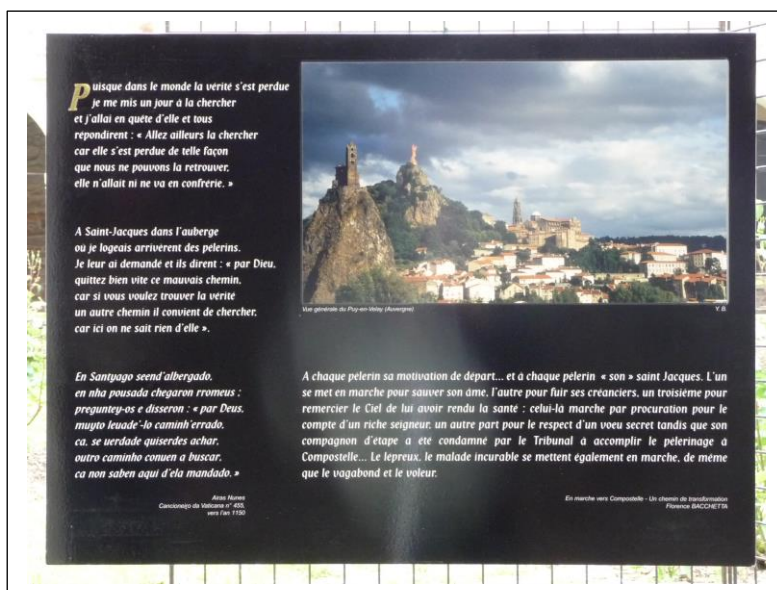 Puisque dans le monde la vérité s'est perdue
je me mis un jour à la chercher
et j'allai en quête d'elle et tous
répondirent : « Allez ailleurs la chercher
car elle s'est perdue de telle façon
que nous ne pouvons la retrouver,
elle n'allait ni ne va en confrérie. »
A Saint-Jacques dans l'auberge
où je logeais arrivèrent des pèlerins.
Je leur ai demandé et ils dirent : « par Dieu,
quittez bien vite ce mauvais chemin,
car si vous voulez trouver la vérité
un autre chemin il convient de chercher,
car ici on ne sait rien d'elle ».
En Santyago seend'albergado,
en nha pousada chegaron rromeus ;
preguntey-os e disseron : « par Deus,
muyto leuade'-lo caminh'errado,
ca, se uerdade quiserdes achar,
outro caminho conuen a buscar,
ca non saben aqui d'ela mandado. »
Airas Nunes
Cancioneiro da Vaticana n° 455,
vers l'an 1150
Vue générale du Puy-en-Velay (Auvergne)
Y. B.
A chaque pèlerin sa motivation de départ... et à chaque pèlerin « son » saint Jacques. L'un
se met en marche pour sauver son âme, l'autre pour fuir ses créanciers, un troisième pour
remercier le Ciel de lui avoir rendu la santé : celui-là marche par procuration pour le
compte d'un riche seigneur, un autre part pour le respect d'un voeu secret tandis que son
compagnon d'étape a été condamné par le Tribunal à accomplir le pèlerinage à
Compostelle... Le lépreux, le malade incurable se mettent également en marche, de même
que le vagabond et le voleur.
En marche vers Compostelle - Un chemin de transformation
Florence BACCHETTA